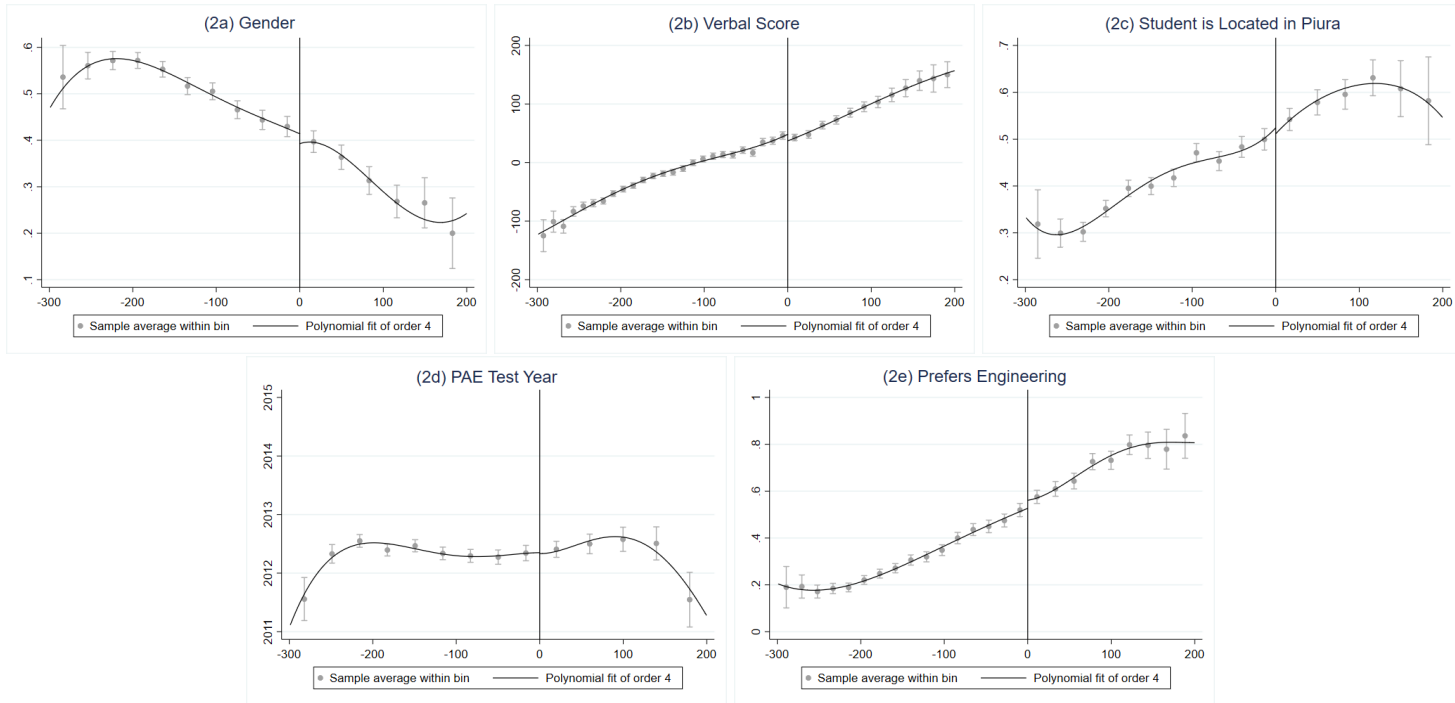 (2a) Gender
.6
.5
.4
.3
.2
.1
-300 -200 -100 0 100 200
Sample average within bin Polynomial fit of order 4
(2b) Verbal Score
200
100
0
-100
-200
-300 -200 -100 0 100 200
Sample average within bin Polynomial fit of order 4
(2c) Student is Located in Piura
.7
.6
.5
.4
.3
.2
-300 -200 -100 0 100 200
Sample average within bin Polynomial fit of order 4
(2d) PAE Test Year
2015
2014
2013
2012
2011
-300 -200 -100 0 100 200
Sample average within bin Polynomial fit of order 4
(2e) Prefers Engineering
1
.8
.6
.4
.2
0
-300 -200 -100 0 100 200
Sample average within bin Polynomial fit of order 4